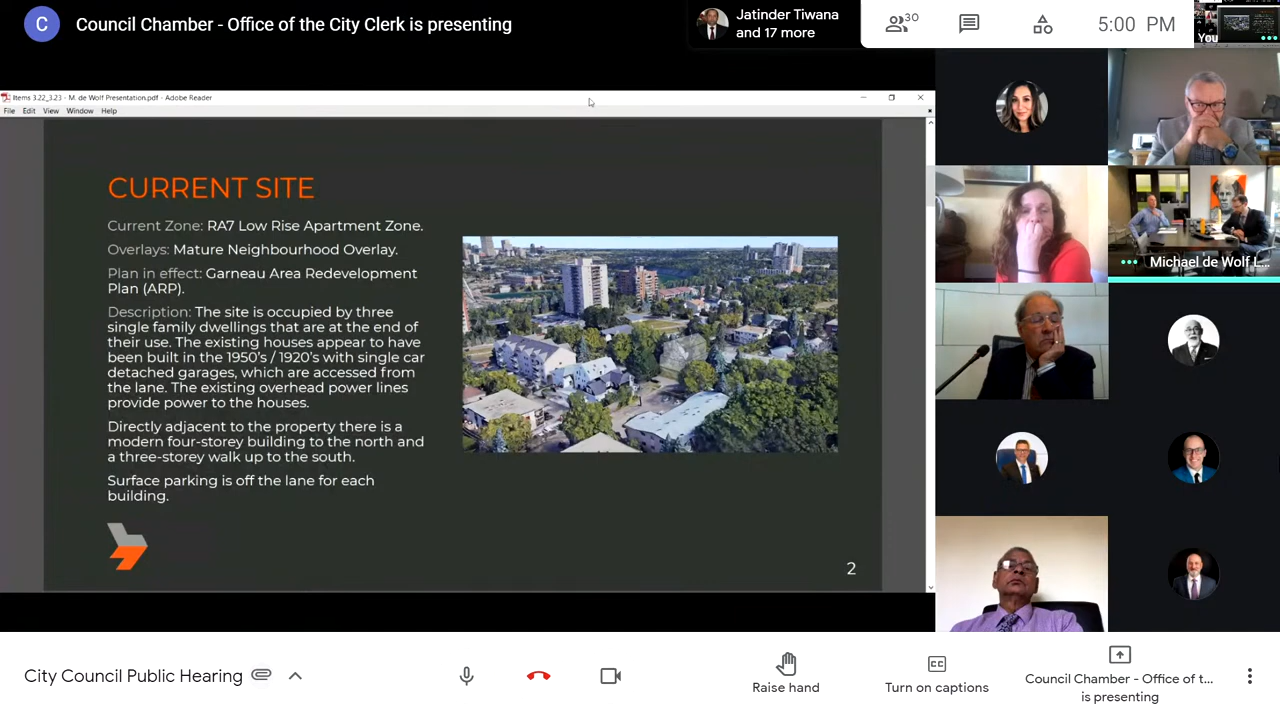 C
Council Chamber - Office of the City Clerk is presenting
Jatinder Tiwana
and 17 more
30
5:00 PM
You
Items 3.22_3.23 - M. de Wolf Presentation.pdf - Adobe Reader
File Edit View Window Help
CURRENT SITE
Current Zone: RA7 Low Rise Apartment Zone.
Overlays: Mature Neighbourhood Overlay.
Plan in effect: Garneau Area Redevelopment
Plan (ARP).
Description: The site is occupied by three
single family dwellings that are at the end of
their use. The existing houses appear to have
been built in the 1950's / 1920's with single car
detached garages, which are accessed from
the lane. The existing overhead power lines
provide power to the houses.
Directly adjacent to the property there is a
modern four-storey building to the north and
a three-storey walk up to the south.
Surface parking is off the lane for each
building.
2
Michael de Wolf L...
City Council Public Hearing
Raise hand
CC
Turn on captions
Council Chamber - Office of t...
is presenting